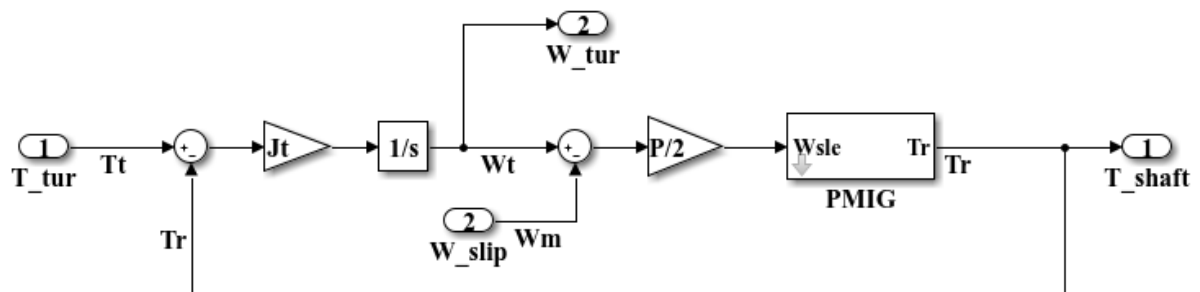 2
W_tur
1
T_tur
Tt
+
-
Jt
1/s
Wt
+
-
P/2
Wsle
Tr
PMIG
Tr
1
T_shaft
Tr
2
W_slip
Wm